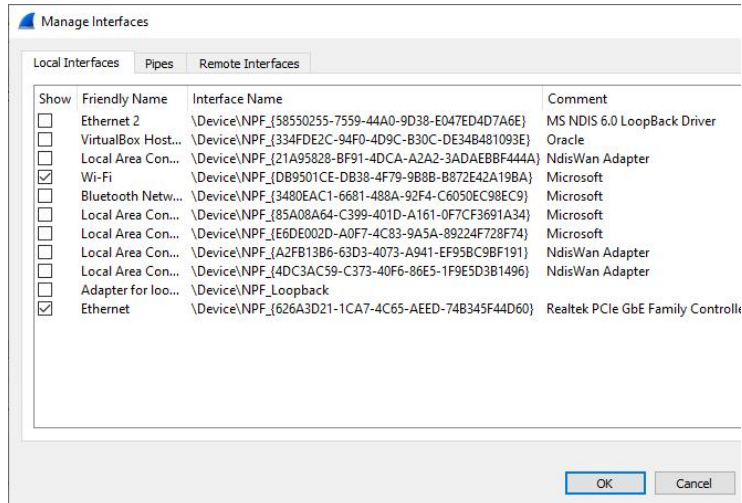 Manage Interfaces
Local Interfaces Pipes Remote Interfaces
Show Friendly Name Interface Name Comment
Ethernet 2 \Device\NPF_{58550255-7559-44A0-9D38-E047ED4D7A6E} MS NDIS 6.0 LoopBack Driver
VirtualBox Host... \Device\NPF_{334FDE2C-94F0-4D9C-B30C-DE34B481093E} Oracle
Local Area Con... \Device\NPF_{21A95828-BF91-4DCA-A2A2-3ADAEBBF444A} NdisWan Adapter
Wi-Fi \Device\NPF_{DB9501CE-DB38-4F79-9B8B-B872E42A19BA} Microsoft
Bluetooth Netw... \Device\NPF_{3480EAC1-6681-488A-92F4-C6050EC98EC9} Microsoft
Local Area Con... \Device\NPF_{85A08A64-C399-401D-A161-0F7CF3691A34} Microsoft
Local Area Con... \Device\NPF_{E6DE002D-A0F7-4C83-9A5A-89224F728F74} Microsoft
Local Area Con... \Device\NPF_{A2FB13B6-63D3-4073-A941-EF95BC9BF191} NdisWan Adapter
Local Area Con... \Device\NPF_{4DC3AC59-C373-40F6-86E5-1F9E5D3B1496} NdisWan Adapter
Adapter for loo... \Device\NPF_Loopback
Ethernet \Device\NPF_{626A3D21-1CA7-4C65-AEED-74B345F44D60} Realtek PCIe GbE Family Controlle
OK Cancel